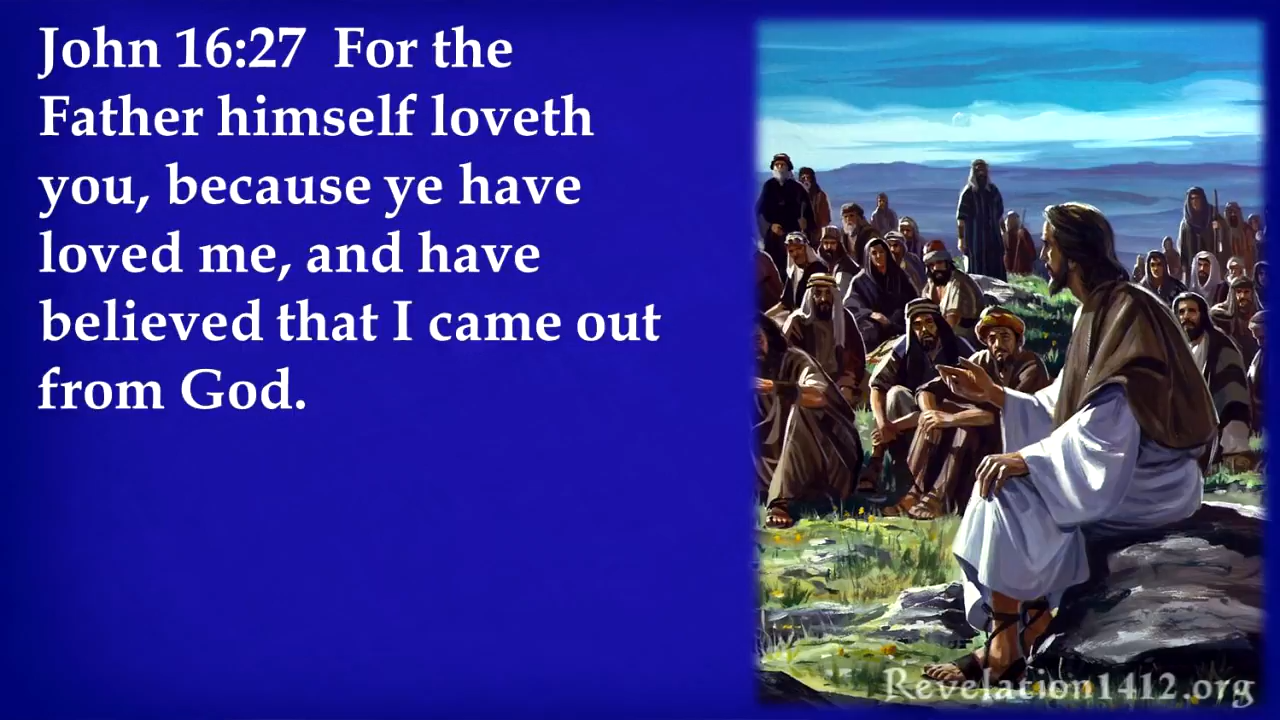 John 16:27  For the
Father himself loveth
you, because ye have
loved me, and have
believed that I came out
from God.
Revelation1412.org